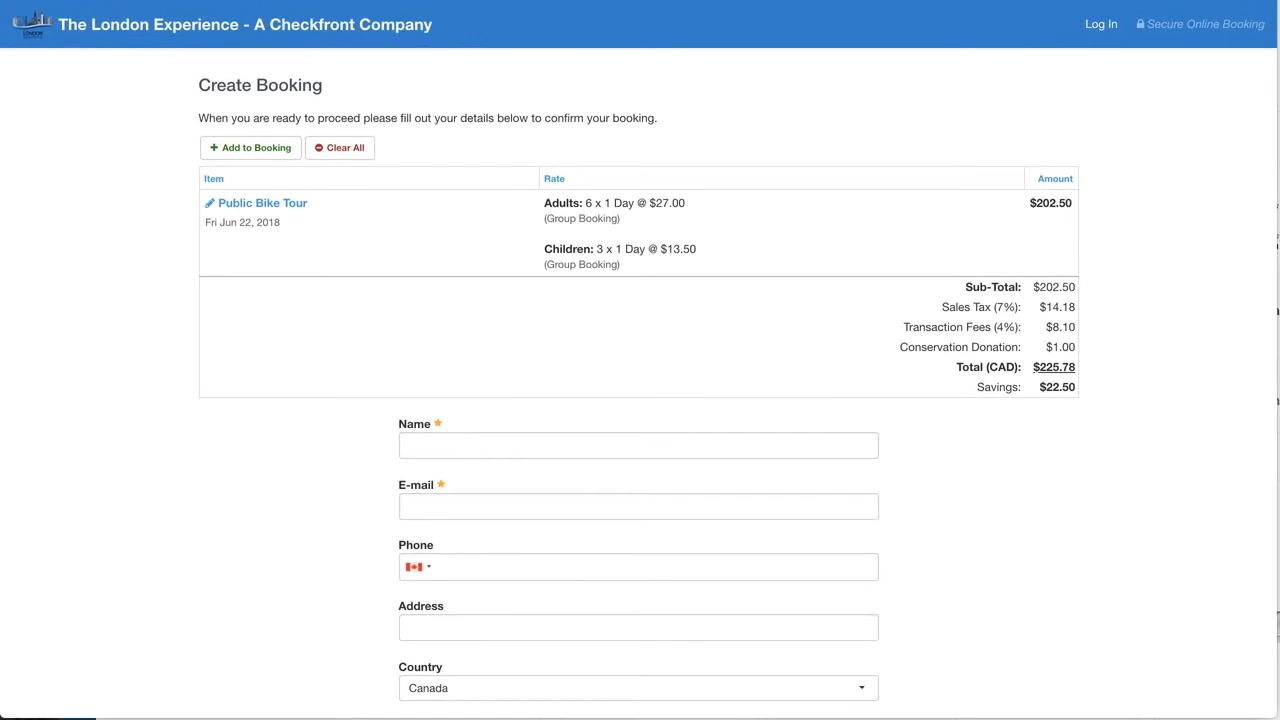 The London Experience - A Checkfront Company
Log In
Secure Online Booking
LONDON
Create Booking
When you are ready to proceed please fill out your details below to confirm your booking.
Add to Booking
Clear All
Item Rate Amount
Public Bike Tour
Fri Jun 22, 2018
Adults: 6 x 1 Day @ $27.00
(Group Booking)
Children: 3 x 1 Day @ $13.50
(Group Booking)
$202.50
Sub-Total: $202.50
Sales Tax (7%): $14.18
Transaction Fees (4%): $8.10
Conservation Donation: $1.00
Total (CAD): $225.78
Savings: $22.50
Name
E-mail
Phone
Address
Country
Canada